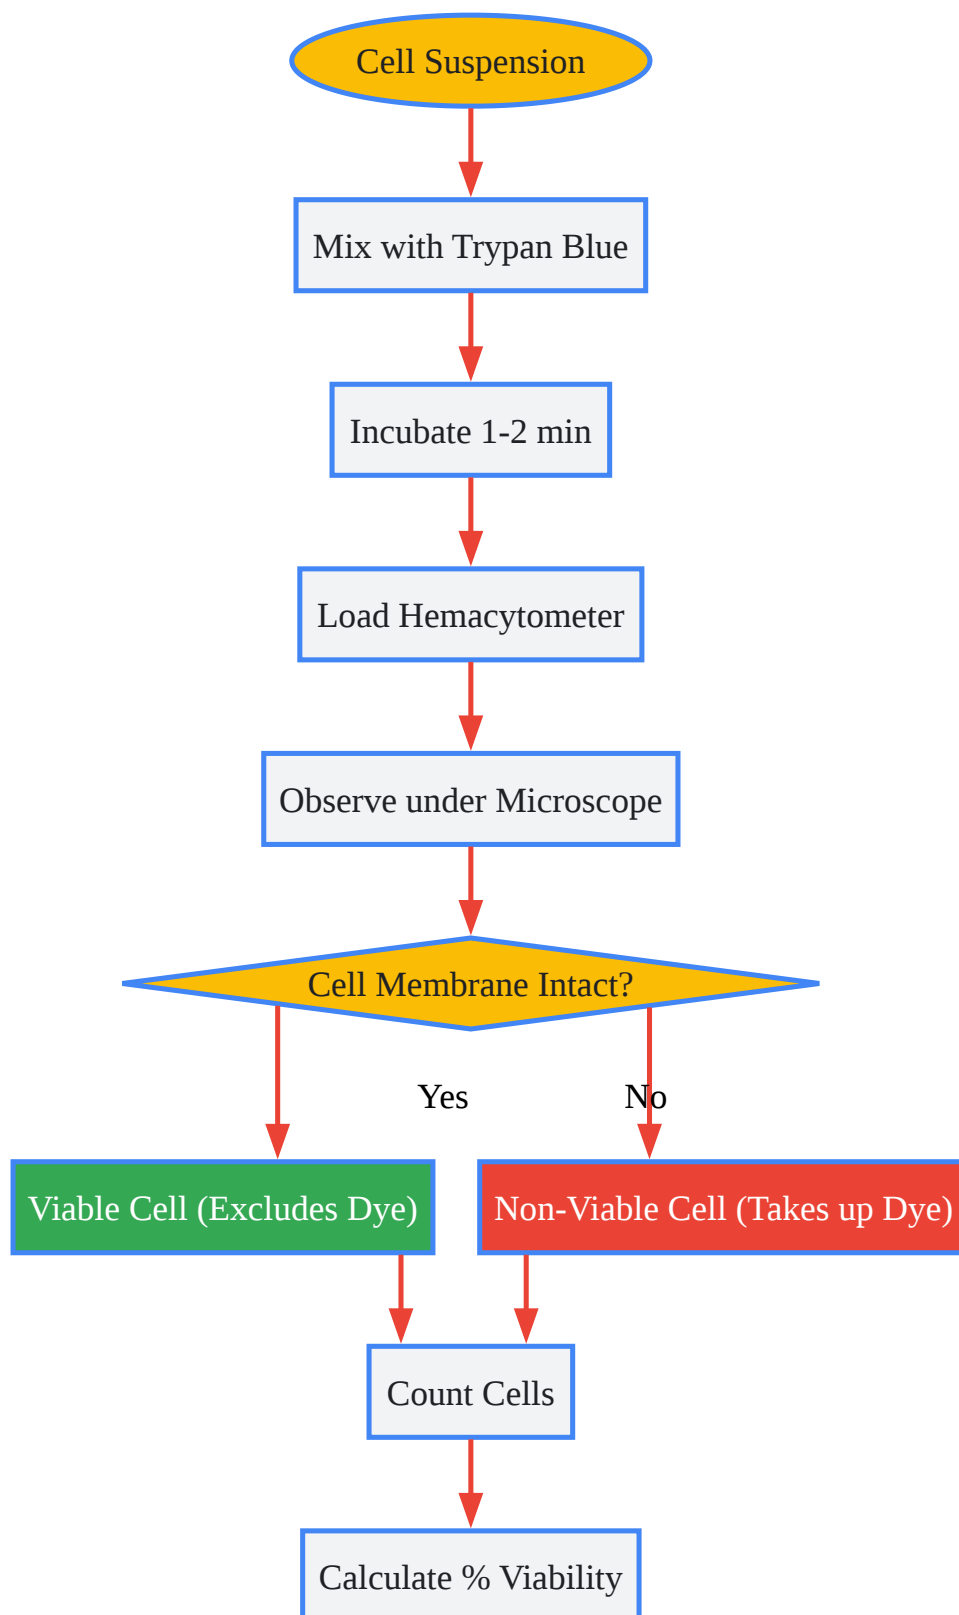 Cell Suspension
Mix with Trypan Blue
Incubate 1-2 min
Load Hemacytometer
Observe under Microscope
Cell Membrane Intact?
Yes
No
Viable Cell (Excludes Dye)
Non-Viable Cell (Takes up Dye)
Count Cells
Calculate % Viability